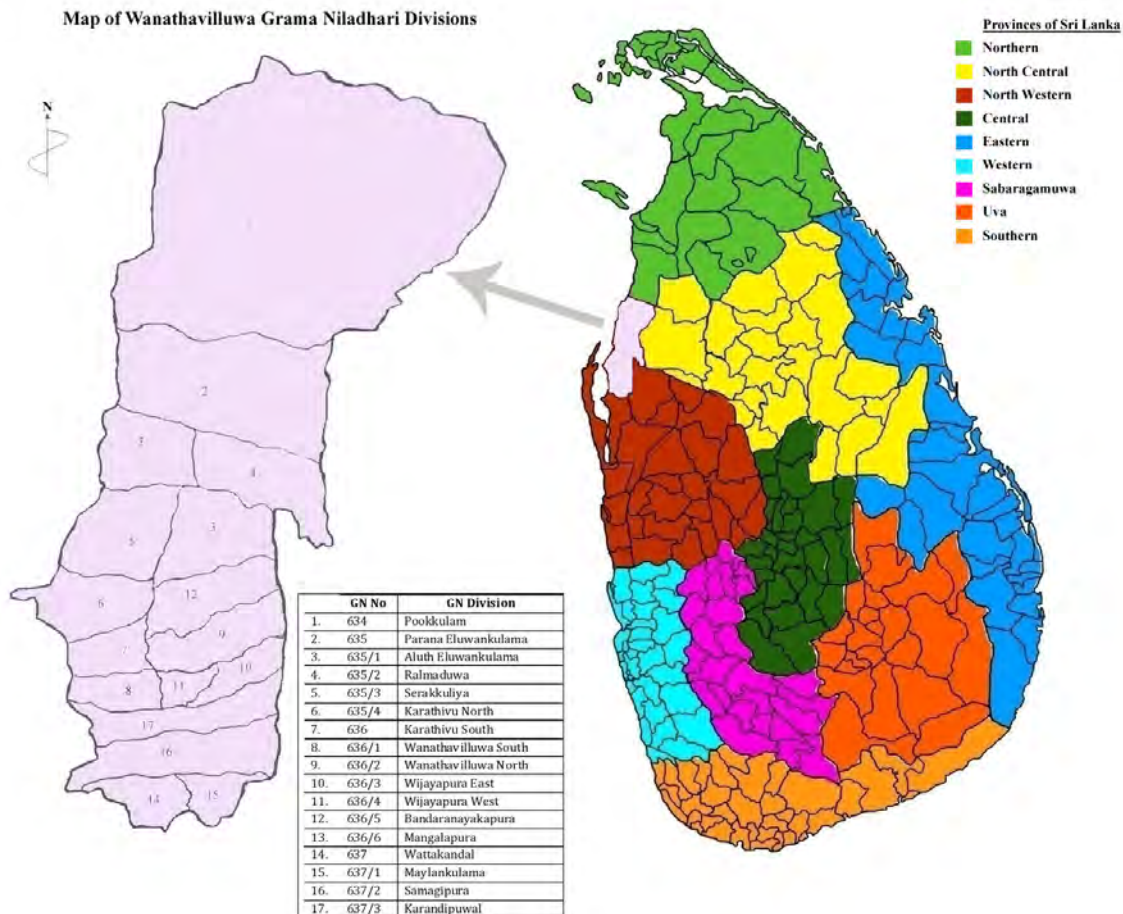 Map of Wanathavilluwa Grama Niladhari Divisions
Provinces of Sri Lanka
Northern
North Central
North Western
Central
Eastern
Western
Sabaragamuwa
Uva
Southern
N
2
3
4
5
3
6
12
9
7
10
8
11
17
16
14
15
GN No GN Division
1. 634 Pookkulam
2. 635 Parana Eluwankulama
3. 635/1 Aluth Eluwankulama
4. 635/2 Ralmaduwa
5. 635/3 Serakkuliya
6. 635/4 Karathivu North
7. 636 Karathivu South
8. 636/1 Wanathavilluwa South
9. 636/2 Wanathavilluwa North
10. 636/3 Wijayapura East
11. 636/4 Wijayapura West
12. 636/5 Bandaranayakapura
13. 636/6 Mangalapura
14. 637 Wattakandal
15. 637/1 Maylankulama
16. 637/2 Samagipura
17. 637/3 Karandipuwal